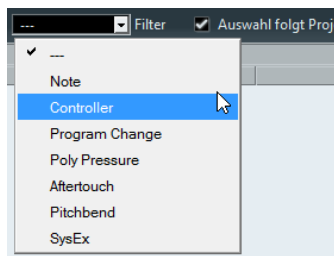 --- Filter Auswahl folgt Proj
---
Note
Controller
Program Change
Poly Pressure
Aftertouch
Pitchbend
SysEx